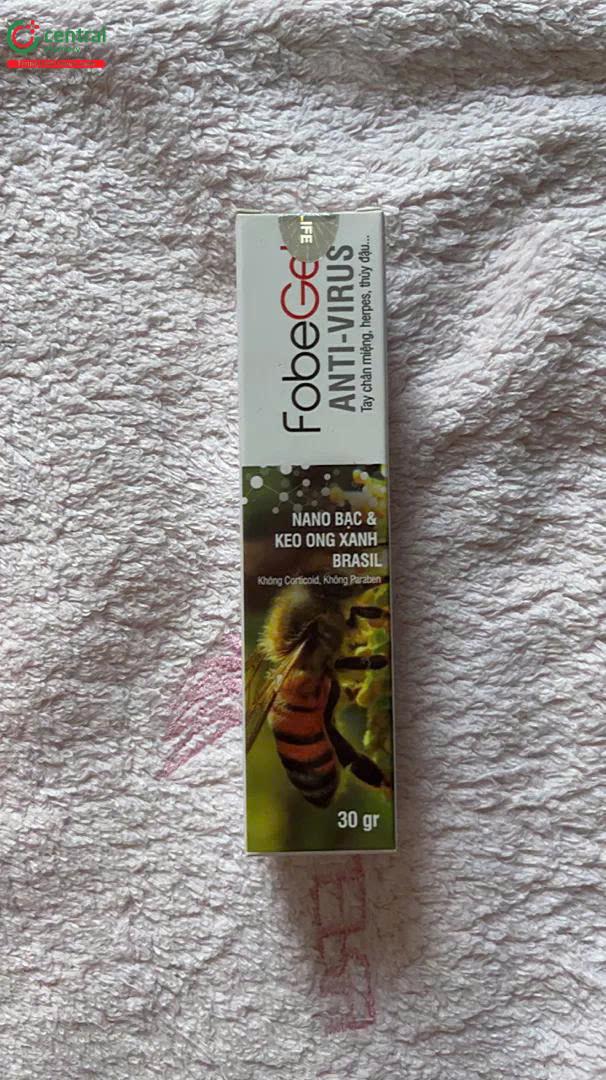 central
LIFE
FobeGel
ANTI-VIRUS
Tay chân miệng, herpes, thủy đậu...
NANO BẠC &
KEO ONG XANH
BRASIL
Không Corticoid, Không Paraben
30 gr